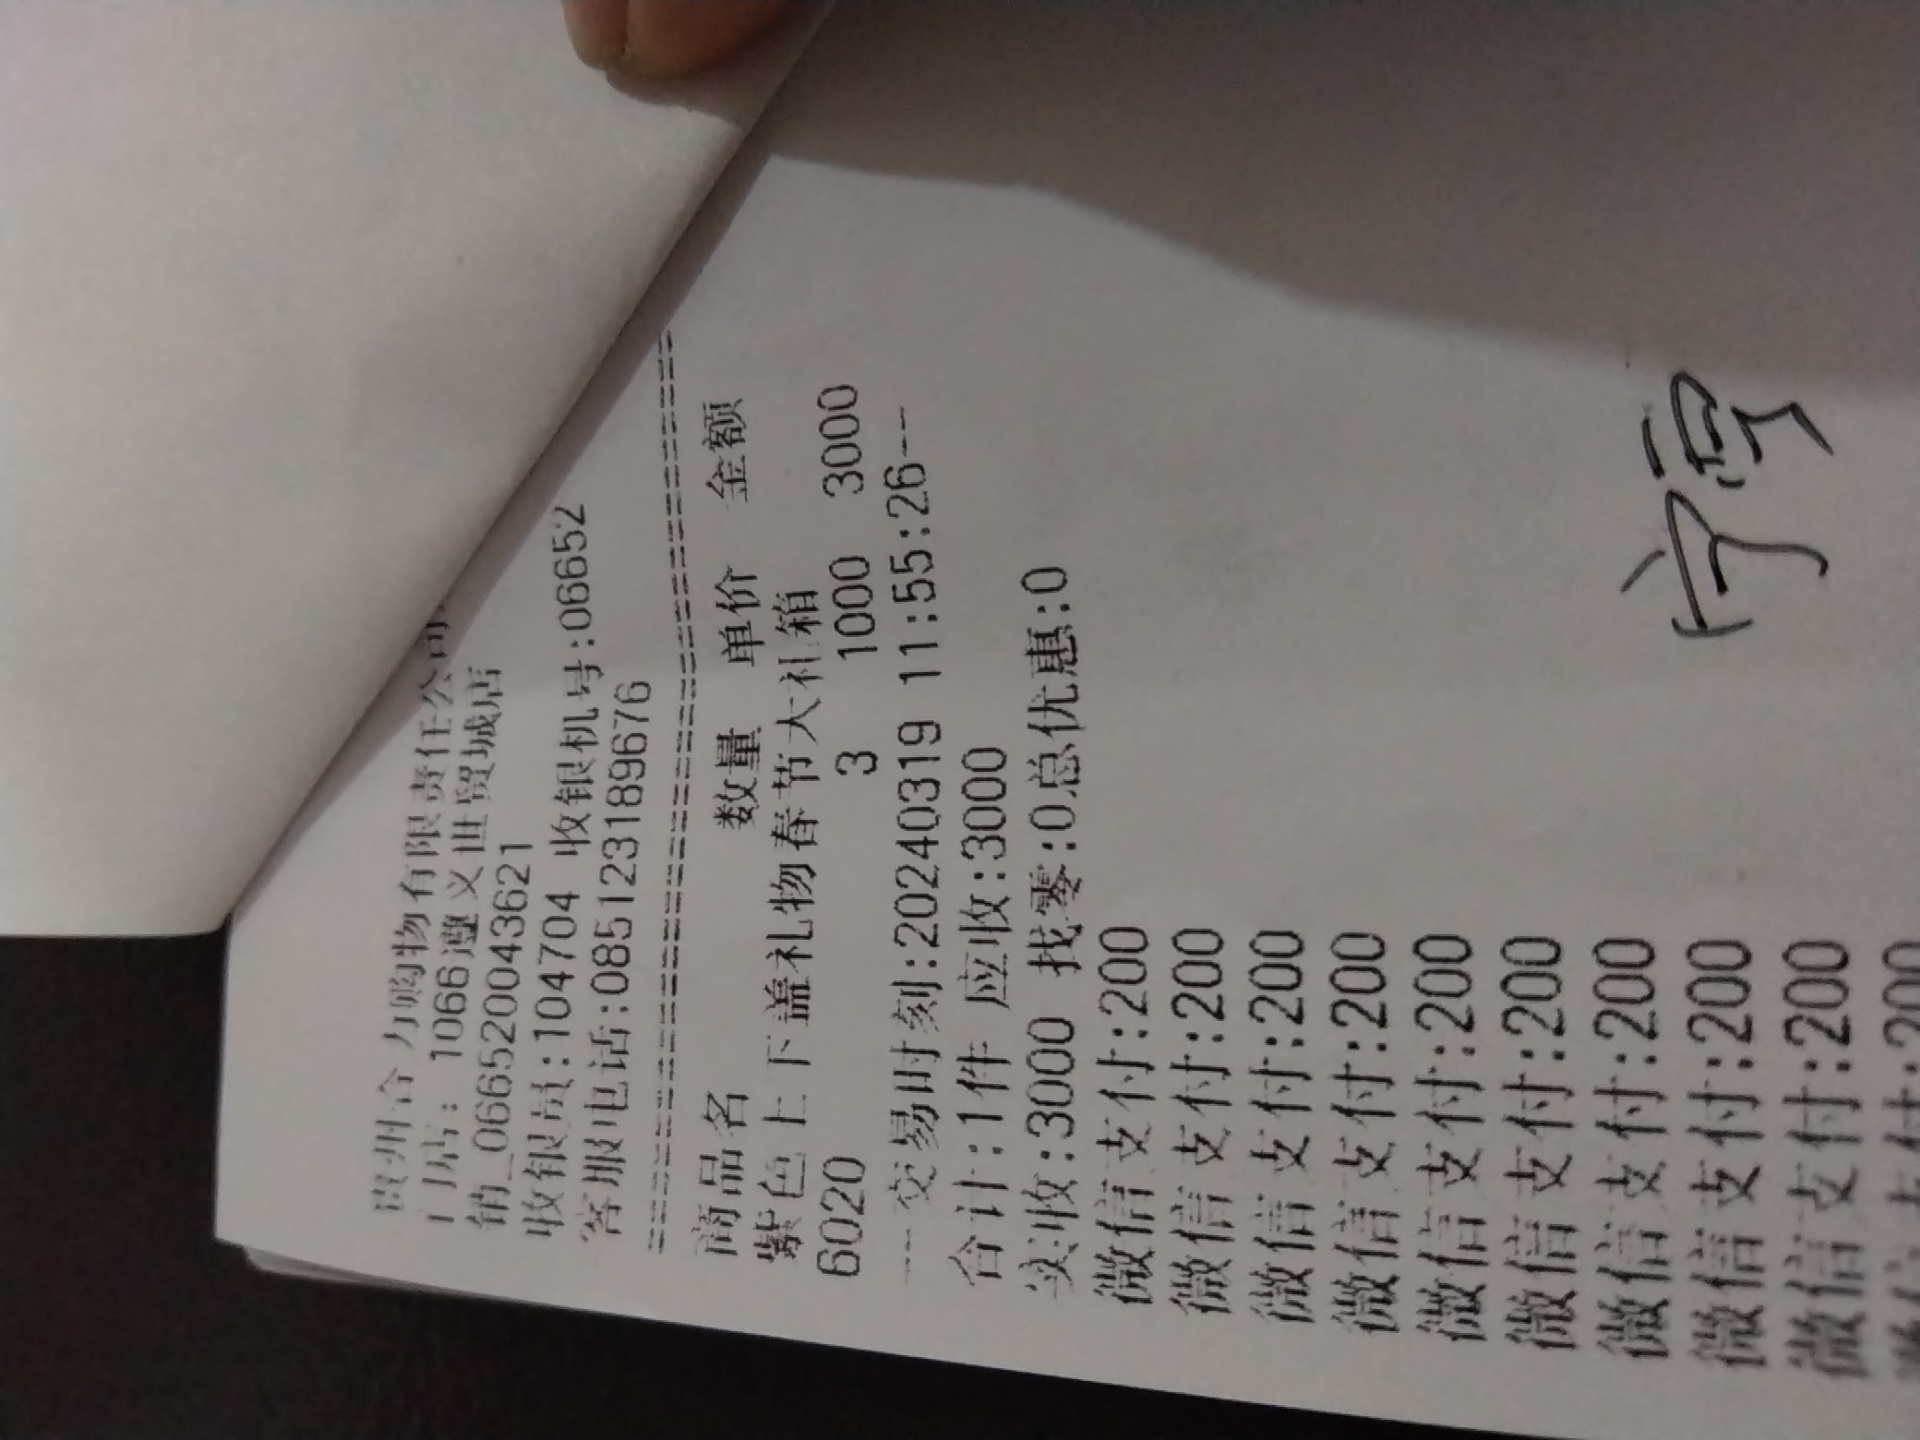 贵州合力购物有限责任公司
门店: 1066遵义世贸城店
销_066520043621
收银员:104704 收银机号:06652
客服电话:085123189676
==========================================
商品名 数量 单价 金额
紫色上下盖礼物春节大礼箱
6020 3 1000 3000
---交易时刻:20240319 11:55:26---
合计:1件 应收:3000
实收:3000 找零:0总优惠:0
微信支付:200
微信支付:200
微信支付:200
微信支付:200
微信支付:200
微信支付:200
微信支付:200
微信支付:200
微信支付:200
微信支付:200